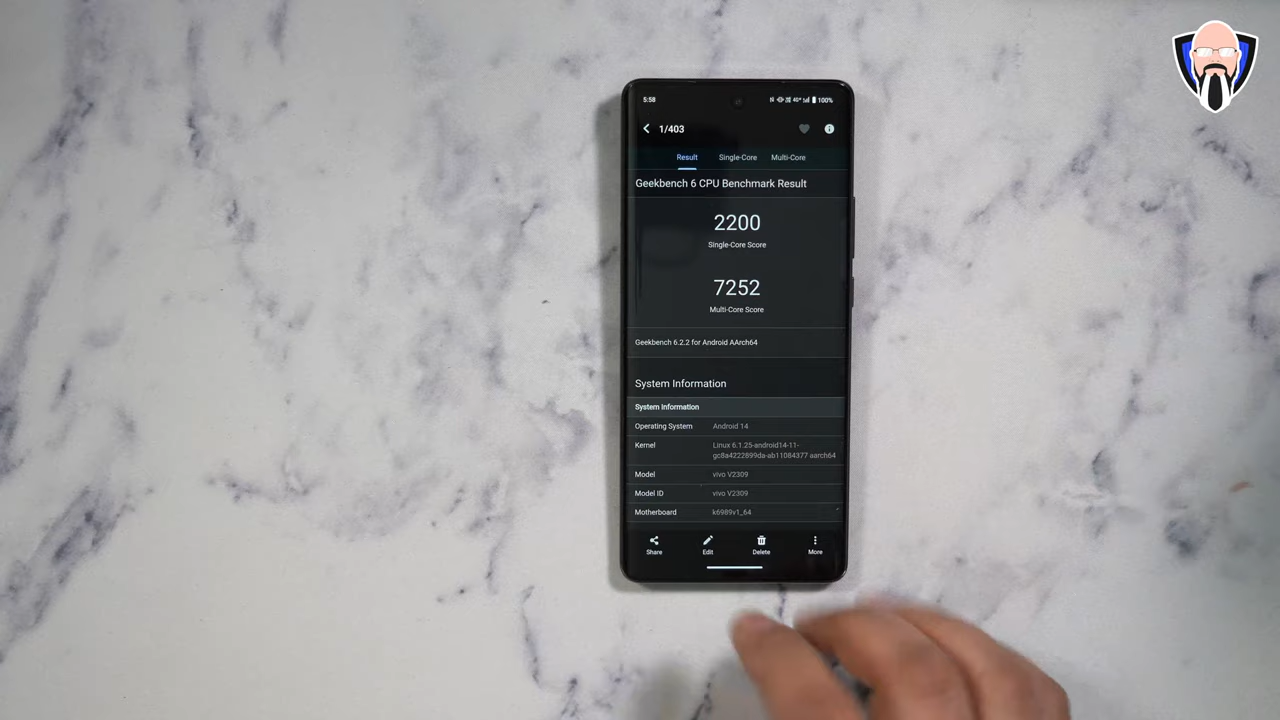 5:58
4G+
100%
1/403
Result Single-Core Multi-Core
Geekbench 6 CPU Benchmark Result
2200
Single-Core Score
7252
Multi-Core Score
Geekbench 6.2.2 for Android AArch64
System Information
System Information
Operating System Android 14
Kernel Linux 6.1.25-android14-11-
gc8a4222899da-ab11084377 aarch64
Model vivo V2309
Model ID vivo V2309
Motherboard k6989v1_64
Share Edit Delete More